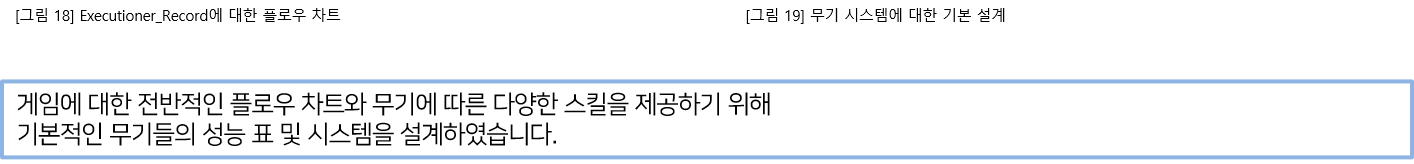 [그림 18] Executioner_Record에 대한 플로우 차트
[그림 19] 무기 시스템에 대한 기본 설계
게임에 대한 전반적인 플로우 차트와 무기에 따른 다양한 스킬을 제공하기 위해
기본적인 무기들의 성능 표 및 시스템을 설계하였습니다.